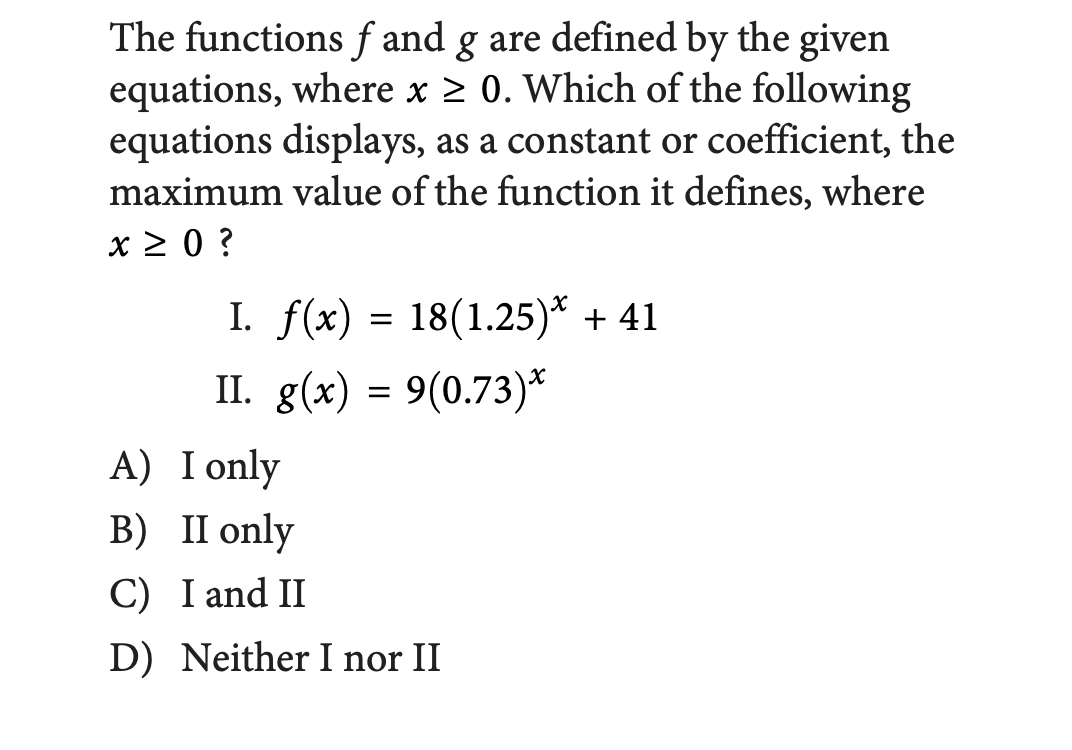 The functions f and g are defined by the given
equations, where x ≥ 0. Which of the following
equations displays, as a constant or coefficient, the
maximum value of the function it defines, where
x ≥ 0 ?
I. f(x) = 18(1.25)ˣ + 41
II. g(x) = 9(0.73)ˣ
A) I only
B) II only
C) I and II
D) Neither I nor II